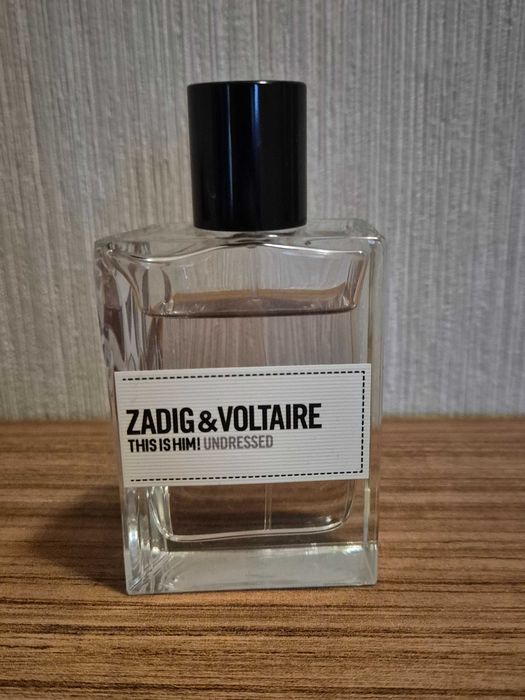 ZADIG & VOLTAIRE
THIS IS HIM! UNDRESSED